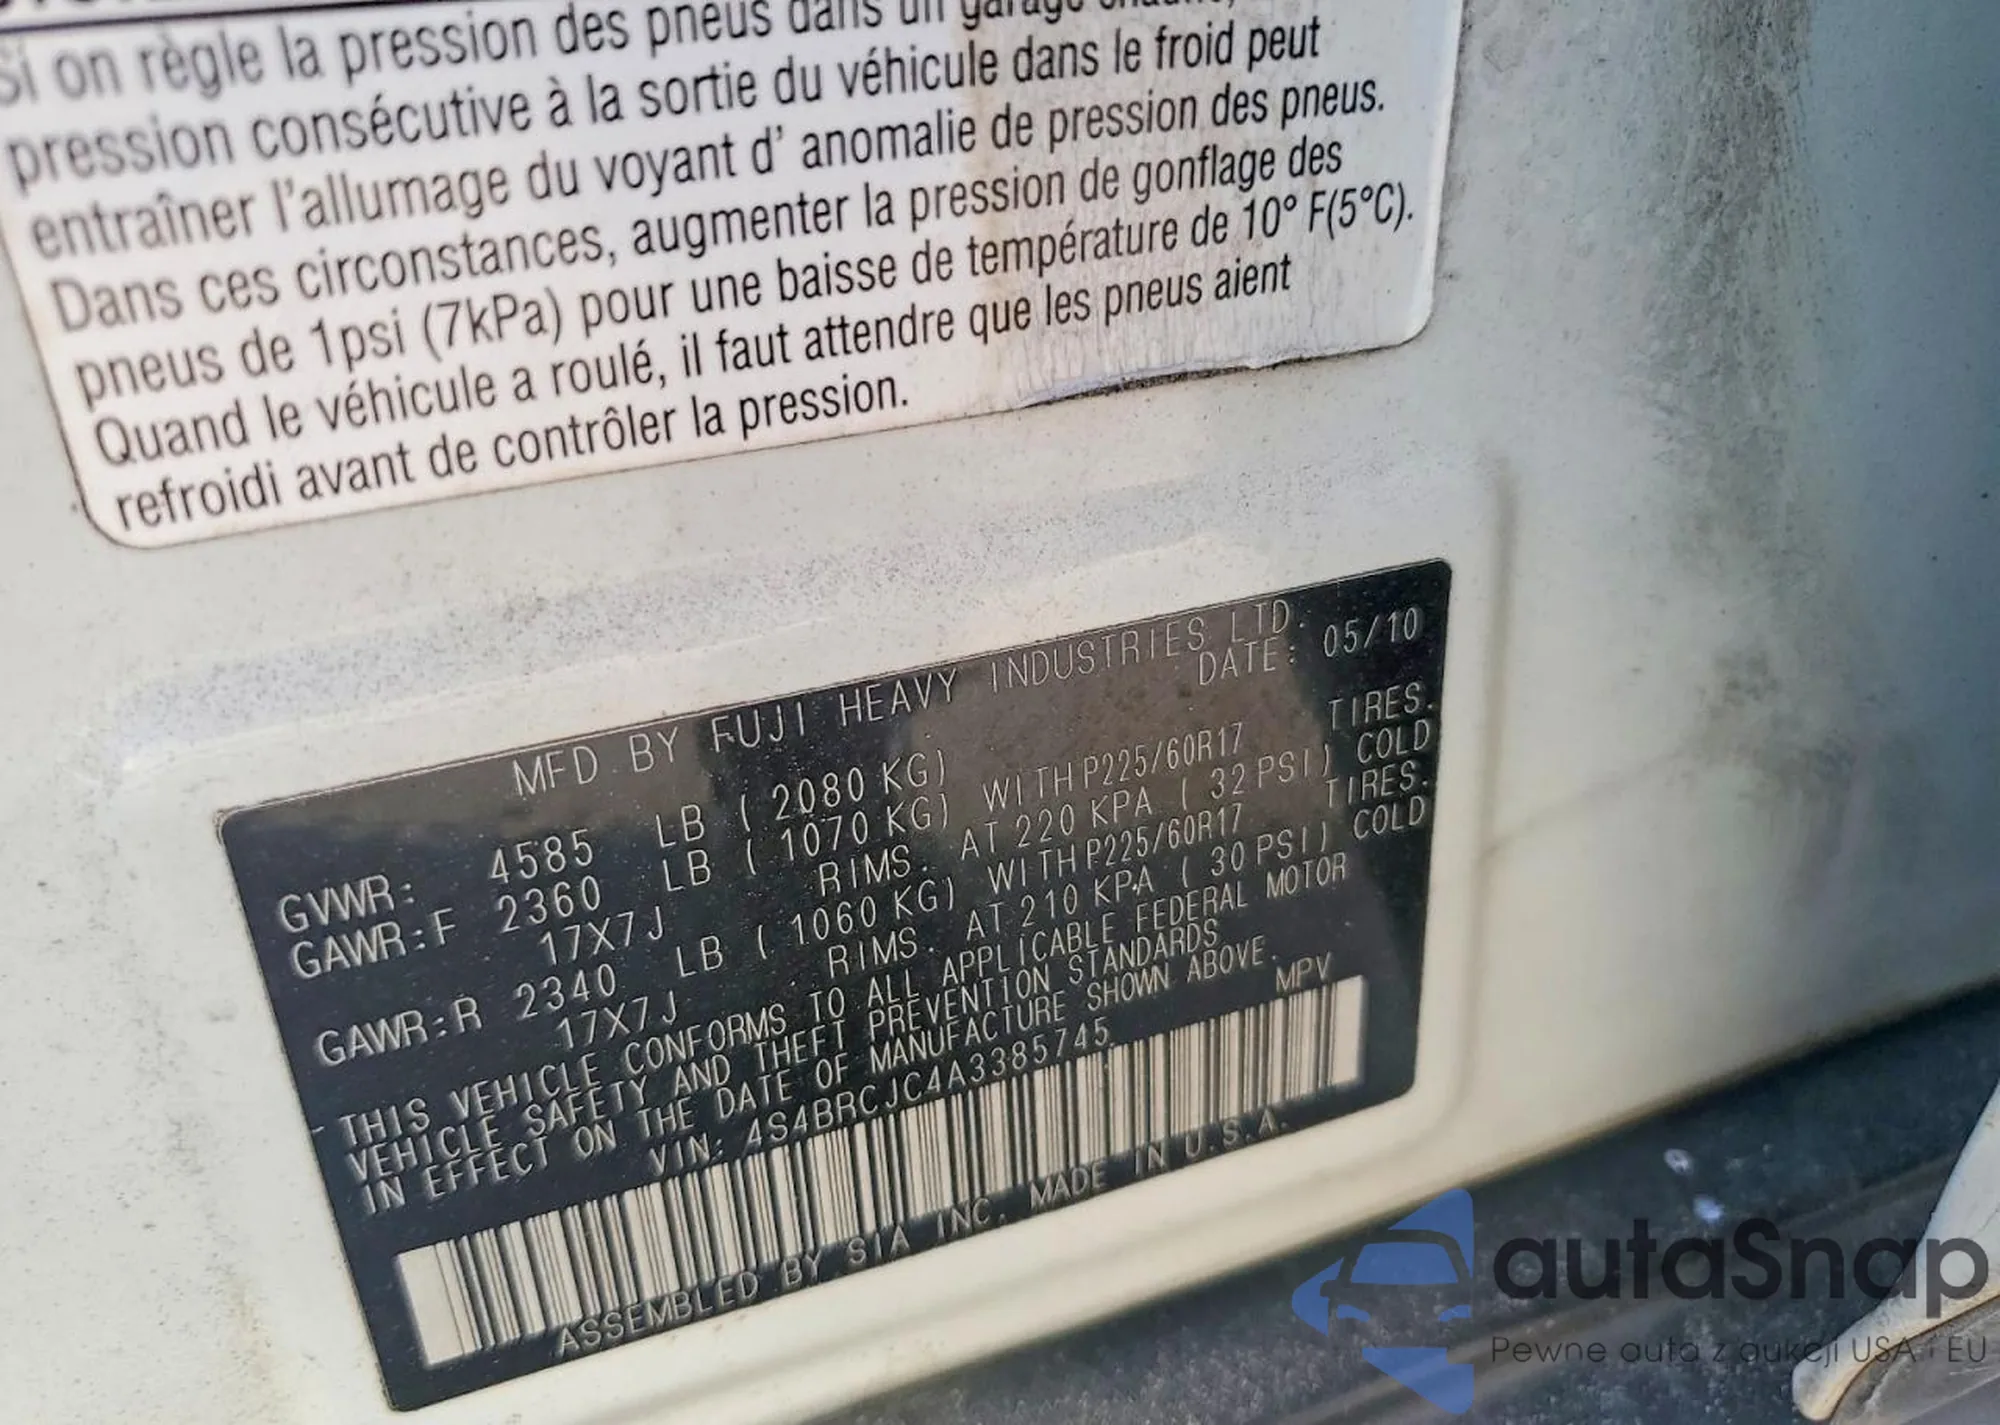 Si on règle la pression des pneus dans un garage
pression consécutive à la sortie du véhicule dans le froid peut
entraîner l'allumage du voyant d' anomalie de pression des pneus.
Dans ces circonstances, augmenter la pression de gonflage des
pneus de 1psi (7kPa) pour une baisse de température de 10° F(5°C).
Quand le véhicule a roulé, il faut attendre que les pneus aient
refroidi avant de contrôler la pression.
MFD. BY FUJI HEAVY INDUSTRIES LTD.
DATE: 05/10
GVWR: 4585 LB ( 2080 KG)
GAWR:F 2360 LB ( 1070 KG) WITH P225/60R17 TIRES.
17X7J RIMS. AT 220 KPA ( 32 PSI) COLD
GAWR:R 2340 LB ( 1060 KG) WITH P225/60R17 TIRES.
17X7J RIMS. AT 210 KPA ( 30 PSI) COLD
THIS VEHICLE CONFORMS TO ALL APPLICABLE FEDERAL MOTOR
VEHICLE SAFETY AND THEFT PREVENTION STANDARDS
IN EFFECT ON THE DATE OF MANUFACTURE SHOWN ABOVE.
VIN: 4S4BRCJC4A3385745 MPV
ASSEMBLED BY SIA INC. MADE IN U.S.A.
autaSnap
Pewne auta z aukcji USA i EU